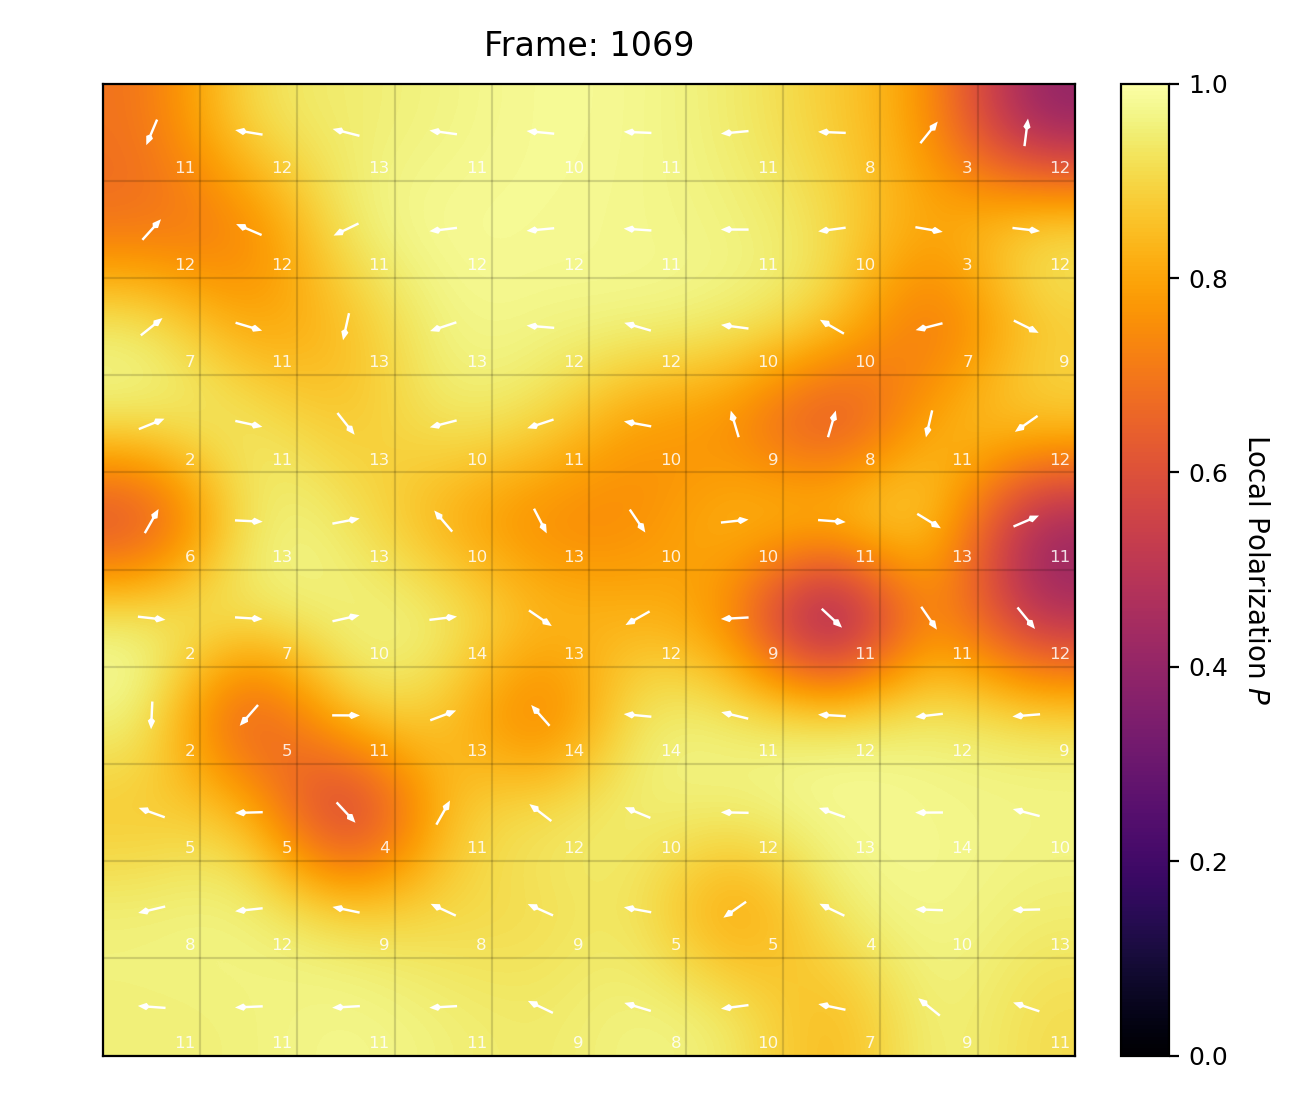 Frame: 1069
11 12 13 11 10 11 11 8 3 12
12 12 11 12 12 11 11 10 3 12
7 11 13 13 12 12 10 10 7 9
2 11 13 10 11 10 9 8 11 12
6 13 13 10 13 10 10 11 13 11
2 7 10 14 13 12 9 11 11 12
2 5 11 13 14 14 11 12 12 9
5 5 4 11 12 10 12 13 14 10
8 12 9 8 9 5 5 4 10 13
11 11 11 11 9 8 10 7 9 11
1.0
0.8
0.6
0.4
0.2
0.0
Local Polarization P